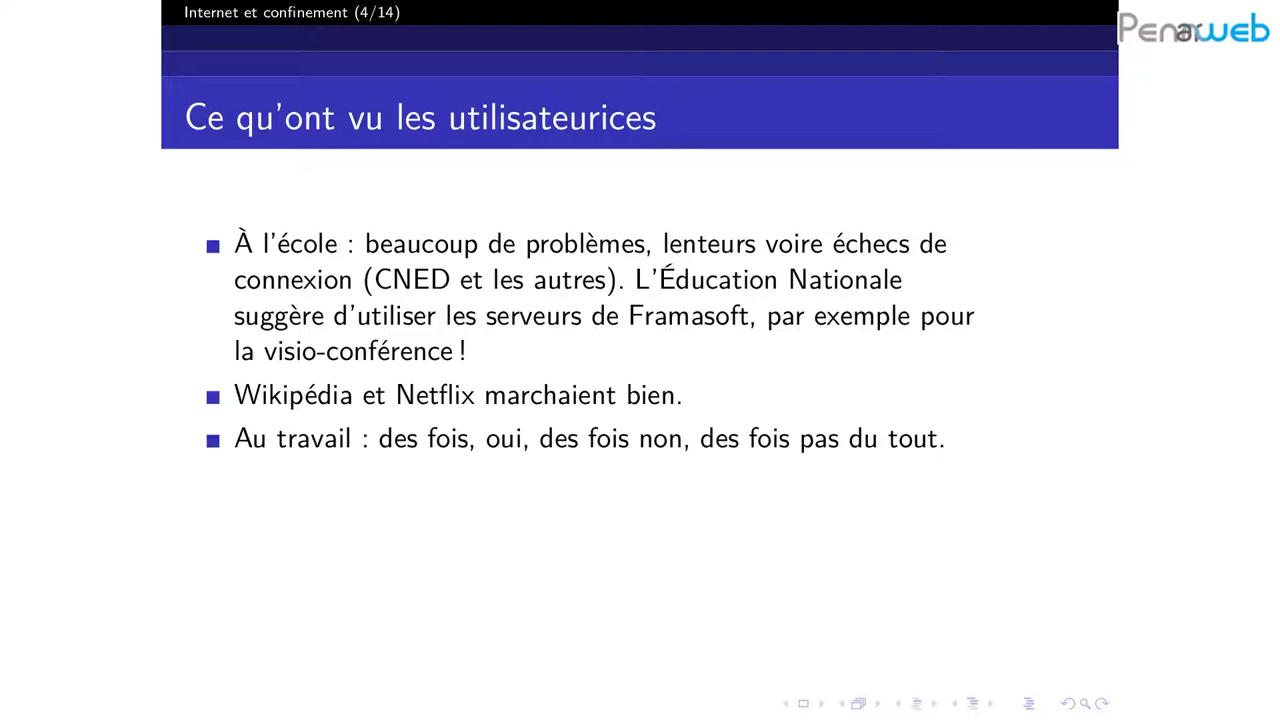 Internet et confinement (4/14)
Penarweb
Ce qu'ont vu les utilisateurices
À l'école : beaucoup de problèmes, lenteurs voire échecs de
connexion (CNED et les autres). L'Éducation Nationale
suggère d'utiliser les serveurs de Framasoft, par exemple pour
la visio-conférence !
Wikipédia et Netflix marchaient bien.
Au travail : des fois, oui, des fois non, des fois pas du tout.